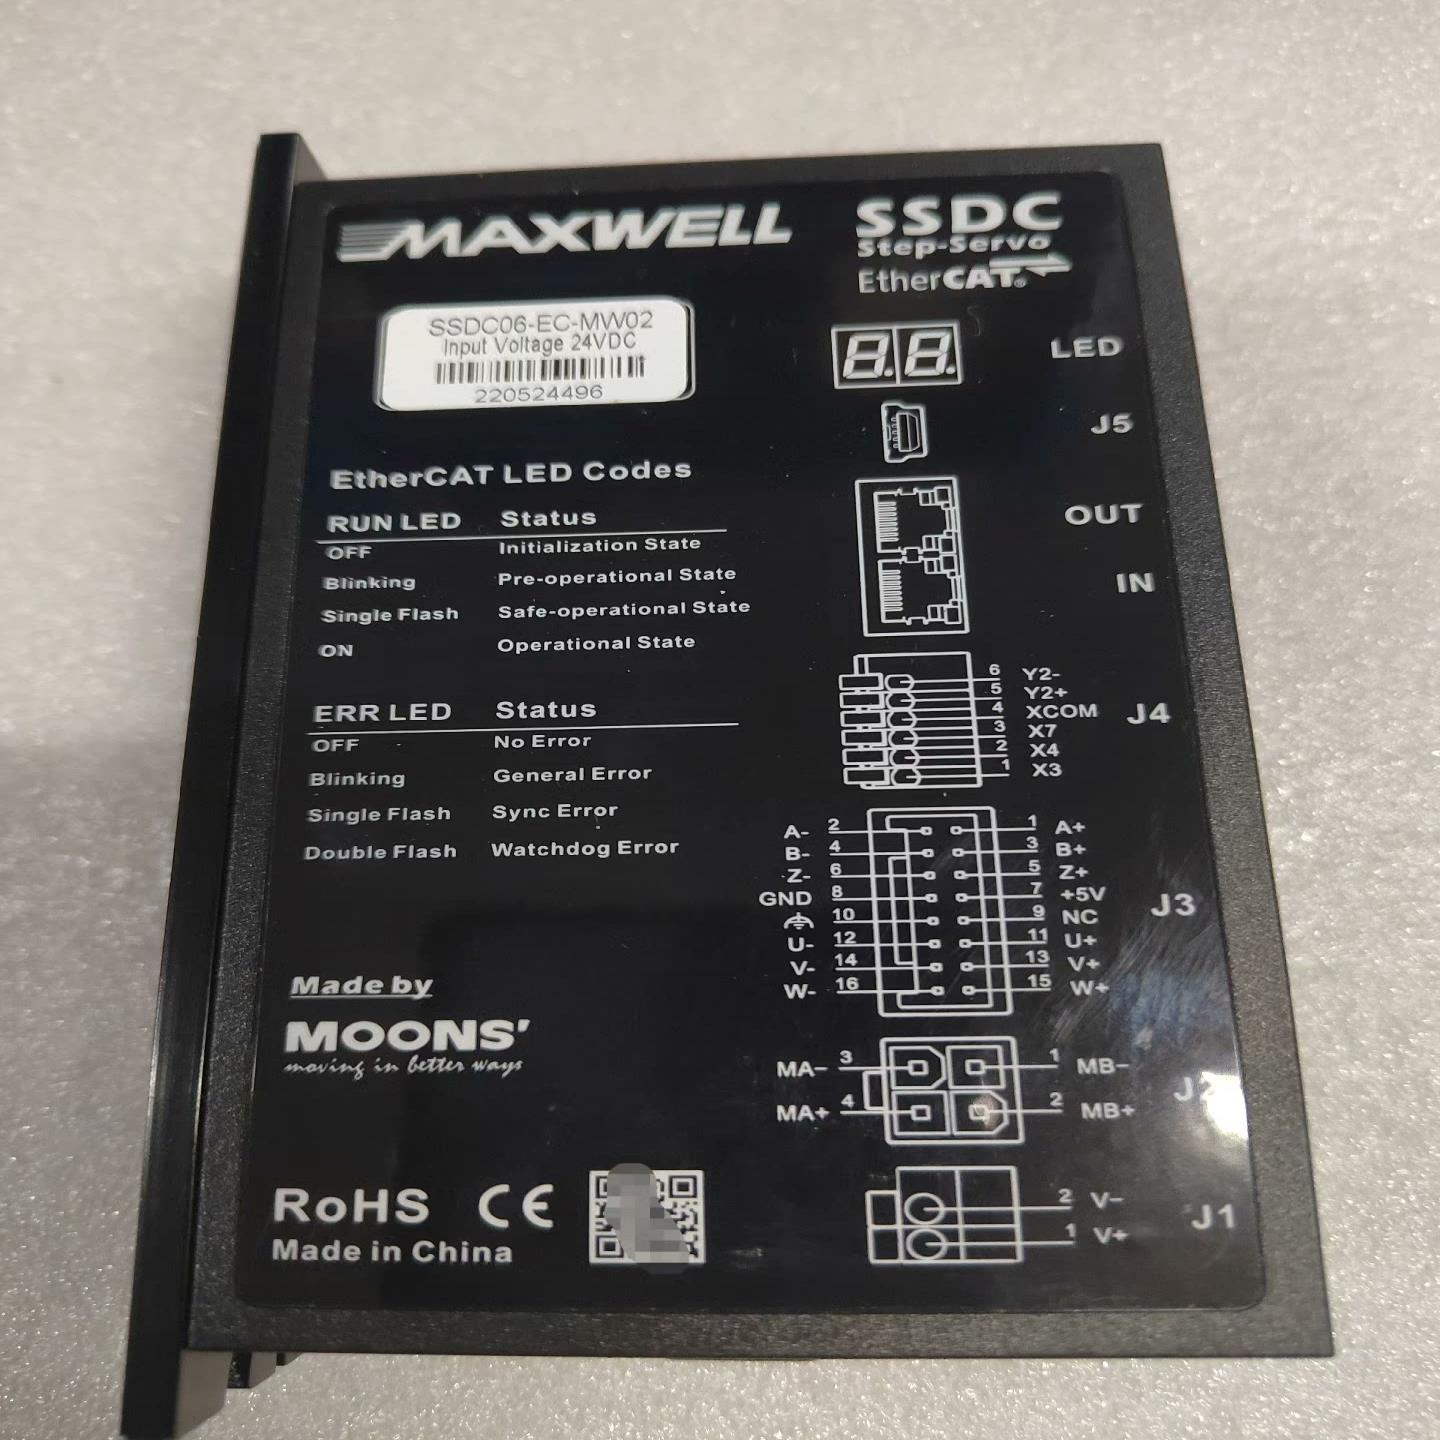 MAXWELL
SSDC
Step-Servo
EtherCAT®
SSDC06-EC-MW02
Input Voltage 24VDC
220524496
8.8. LED
J5
EtherCAT LED Codes
RUN LED Status
OFF Initialization State
Blinking Pre-operational State
Single Flash Safe-operational State
ON Operational State
OUT
IN
ERR LED Status
OFF No Error
Blinking General Error
Single Flash Sync Error
Double Flash Watchdog Error
6 Y2-
5 Y2+
4 XCOM
3 X7
2 X4
1 X3
J4
A- 2 1 A+
B- 4 3 B+
Z- 6 5 Z+
GND 8 7 +5V
10 9 NC
U- 12 11 U+
V- 14 13 V+
W- 16 15 W+
J3
Made by
MOONS'
moving in better ways
MA- 3 1 MB-
MA+ 4 2 MB+
J2
RoHS CE
Made in China
2 V-
1 V+
J1